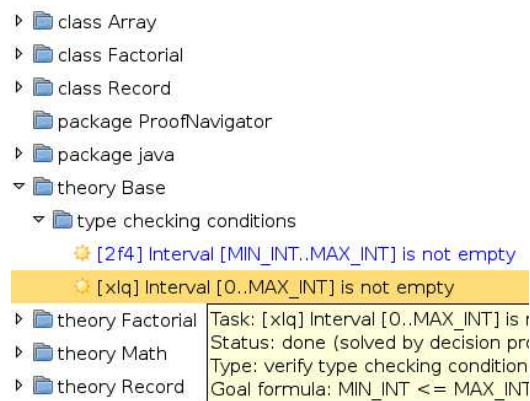 class Array
class Factorial
class Record
package ProofNavigator
package java
theory Base
type checking conditions
[2f4] Interval [MIN_INT..MAX_INT] is not empty
[xlq] Interval [0..MAX_INT] is not empty
theory Factorial
theory Math
theory Record
Task: [xlq] Interval [0..MAX_INT] is
Status: done (solved by decision
Type: verify type checking condition
Goal formula: MIN_INT <= MAX_INT